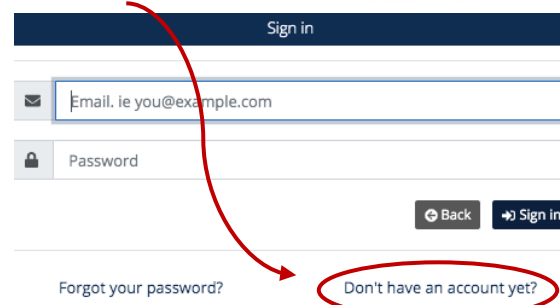 Sign in
Email. ie you@example.com
Password
Back Sign in
Forgot your password? Don't have an account yet?